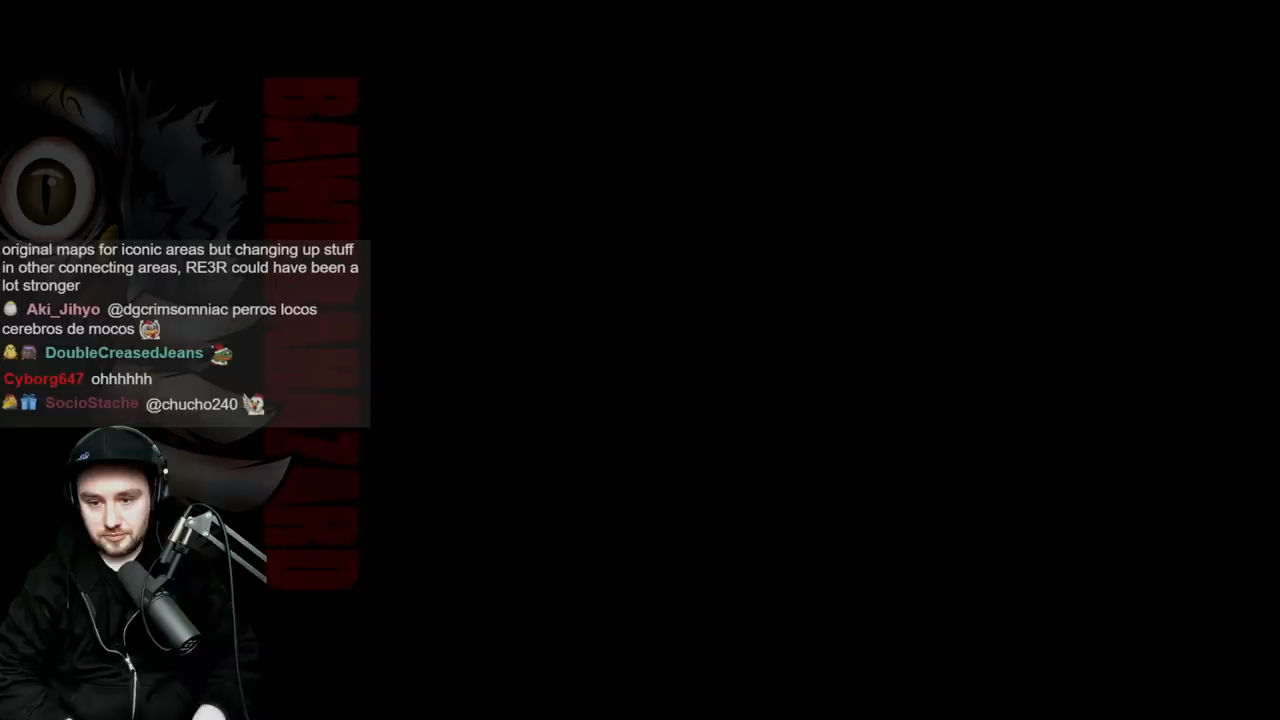 original maps for iconic areas but changing up stuff
in other connecting areas, RE3R could have been a
lot stronger
Aki_Jihyo @dgcrimsomniac perros locos
cerebros de mocos
DoubleCreasedJeans
Cyborg647 ohhhhhh
SocioStache @chucho240